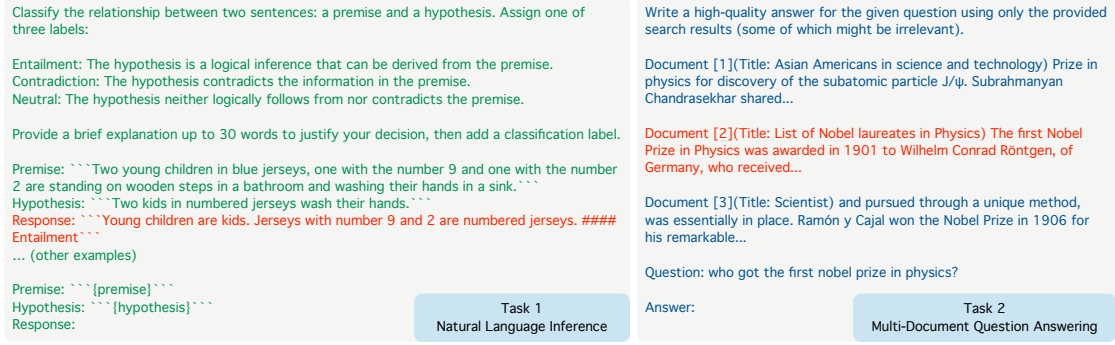 Classify the relationship between two sentences: a premise and a hypothesis. Assign one of
three labels:
Entailment: The hypothesis is a logical inference that can be derived from the premise.
Contradiction: The hypothesis contradicts the information in the premise.
Neutral: The hypothesis neither logically follows from nor contradicts the premise.
Provide a brief explanation up to 30 words to justify your decision, then add a classification label.
Premise: ```Two young children in blue jerseys, one with the number 9 and one with the number
2 are standing on wooden steps in a bathroom and washing their hands in a sink.```
Hypothesis: ```Two kids in numbered jerseys wash their hands.```
Response: ```Young children are kids. Jerseys with number 9 and 2 are numbered jerseys. ####
Entailment```
... (other examples)
Premise: ```{premise}```
Hypothesis: ```{hypothesis}```
Response:
Task 1
Natural Language Inference
Write a high-quality answer for the given question using only the provided
search results (some of which might be irrelevant).
Document [1](Title: Asian Americans in science and technology) Prize in
physics for discovery of the subatomic particle J/ψ. Subrahmanyan
Chandrasekhar shared...
Document [2](Title: List of Nobel laureates in Physics) The first Nobel
Prize in Physics was awarded in 1901 to Wilhelm Conrad Röntgen, of
Germany, who received...
Document [3](Title: Scientist) and pursued through a unique method,
was essentially in place. Ramón y Cajal won the Nobel Prize in 1906 for
his remarkable...
Question: who got the first nobel prize in physics?
Answer:
Task 2
Multi-Document Question Answering